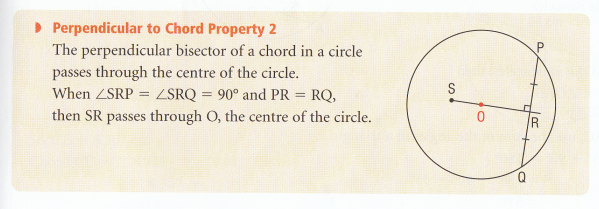 Perpendicular to Chord Property 2
The perpendicular bisector of a chord in a circle
passes through the centre of the circle.
When ∠SRP = ∠SRQ = 90° and PR = RQ,
then SR passes through O, the centre of the circle.
P
S
O
R
Q